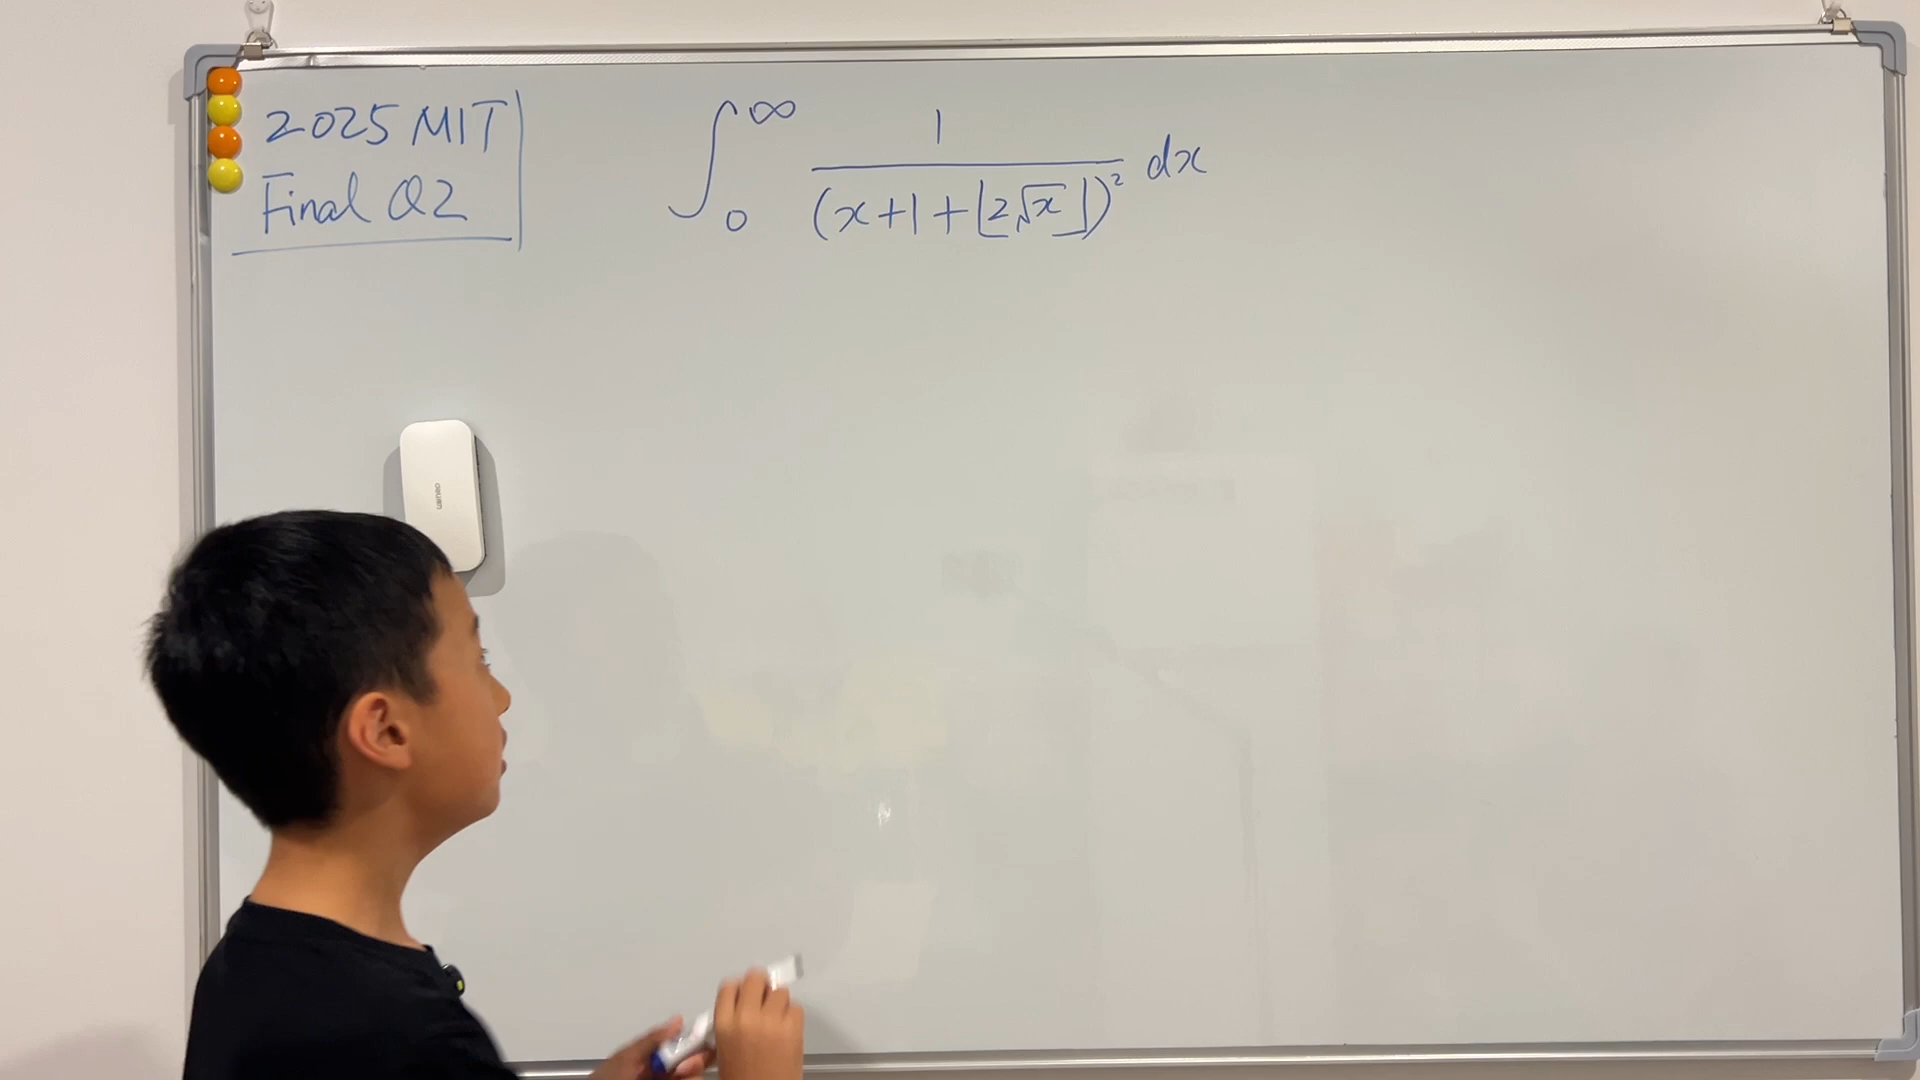 2025 MIT
Final Q2
∫₀^∞ 1/(x+1+⌊2√x⌋)² dx